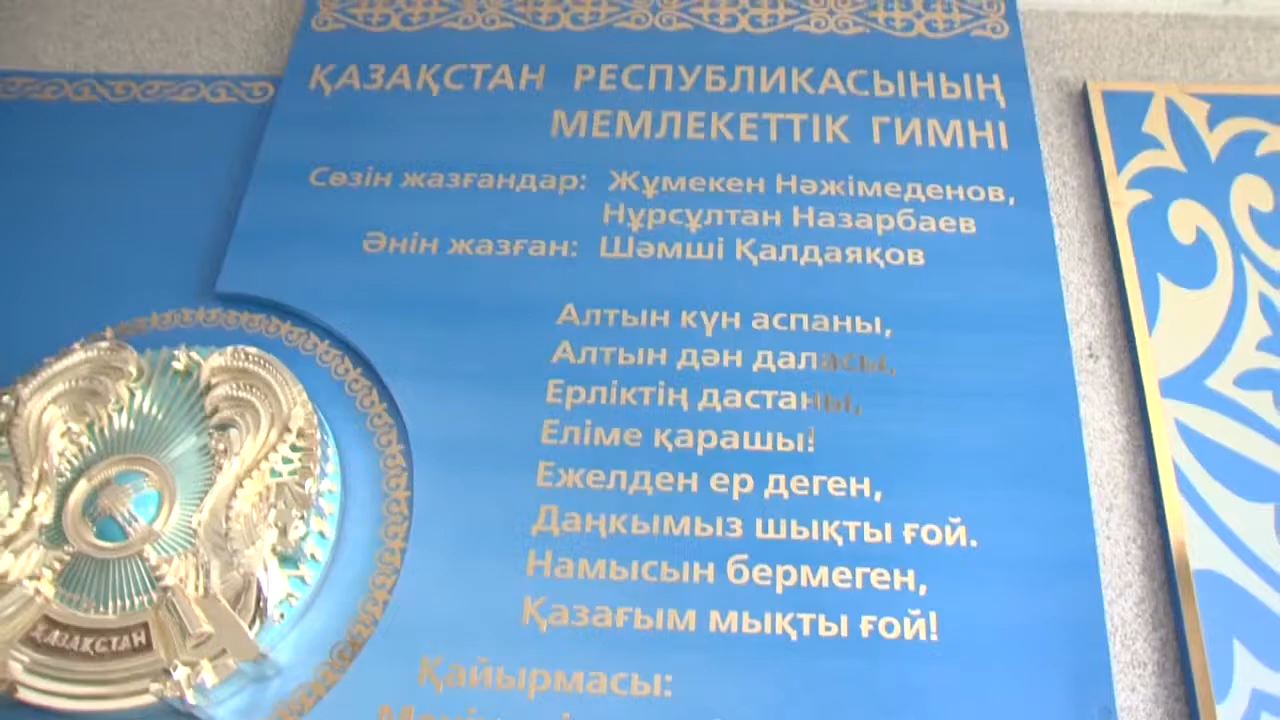 ҚАЗАҚСТАН РЕСПУБЛИКАСЫНЫҢ
МЕМЛЕКЕТТІК ГИМНІ
Сөзін жазғандар: Жұмекен Нәжімеденов,
Нұрсұлтан Назарбаев
Әнін жазған: Шәмші Қалдаяқов
Алтын күн аспаны,
Алтын дән даласы,
Ерліктің дастаны,
Еліме қарашы!
Ежелден ер деген,
Даңкымыз шықты ғой.
Намысын бермеген,
Қазағым мықты ғой!
Қайырмасы:
ҚАЗАҚСТАН